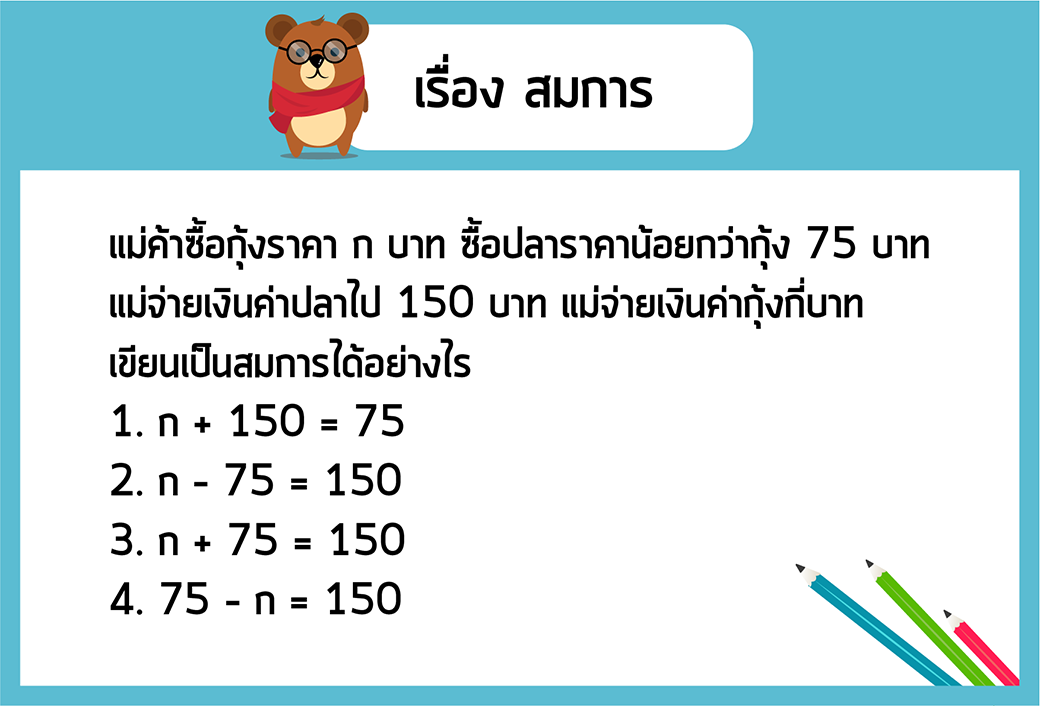 เรื่อง สมการ
แม่ค้าซื้อกุ้งราคา ก บาท ซื้อปลาราคาน้อยกว่ากุ้ง 75 บาท
แม่จ่ายเงินค่าปลาไป 150 บาท แม่จ่ายเงินค่ากุ้งกี่บาท
เขียนเป็นสมการได้อย่างไร
1. ก + 150 = 75
2. ก - 75 = 150
3. ก + 75 = 150
4. 75 - ก = 150